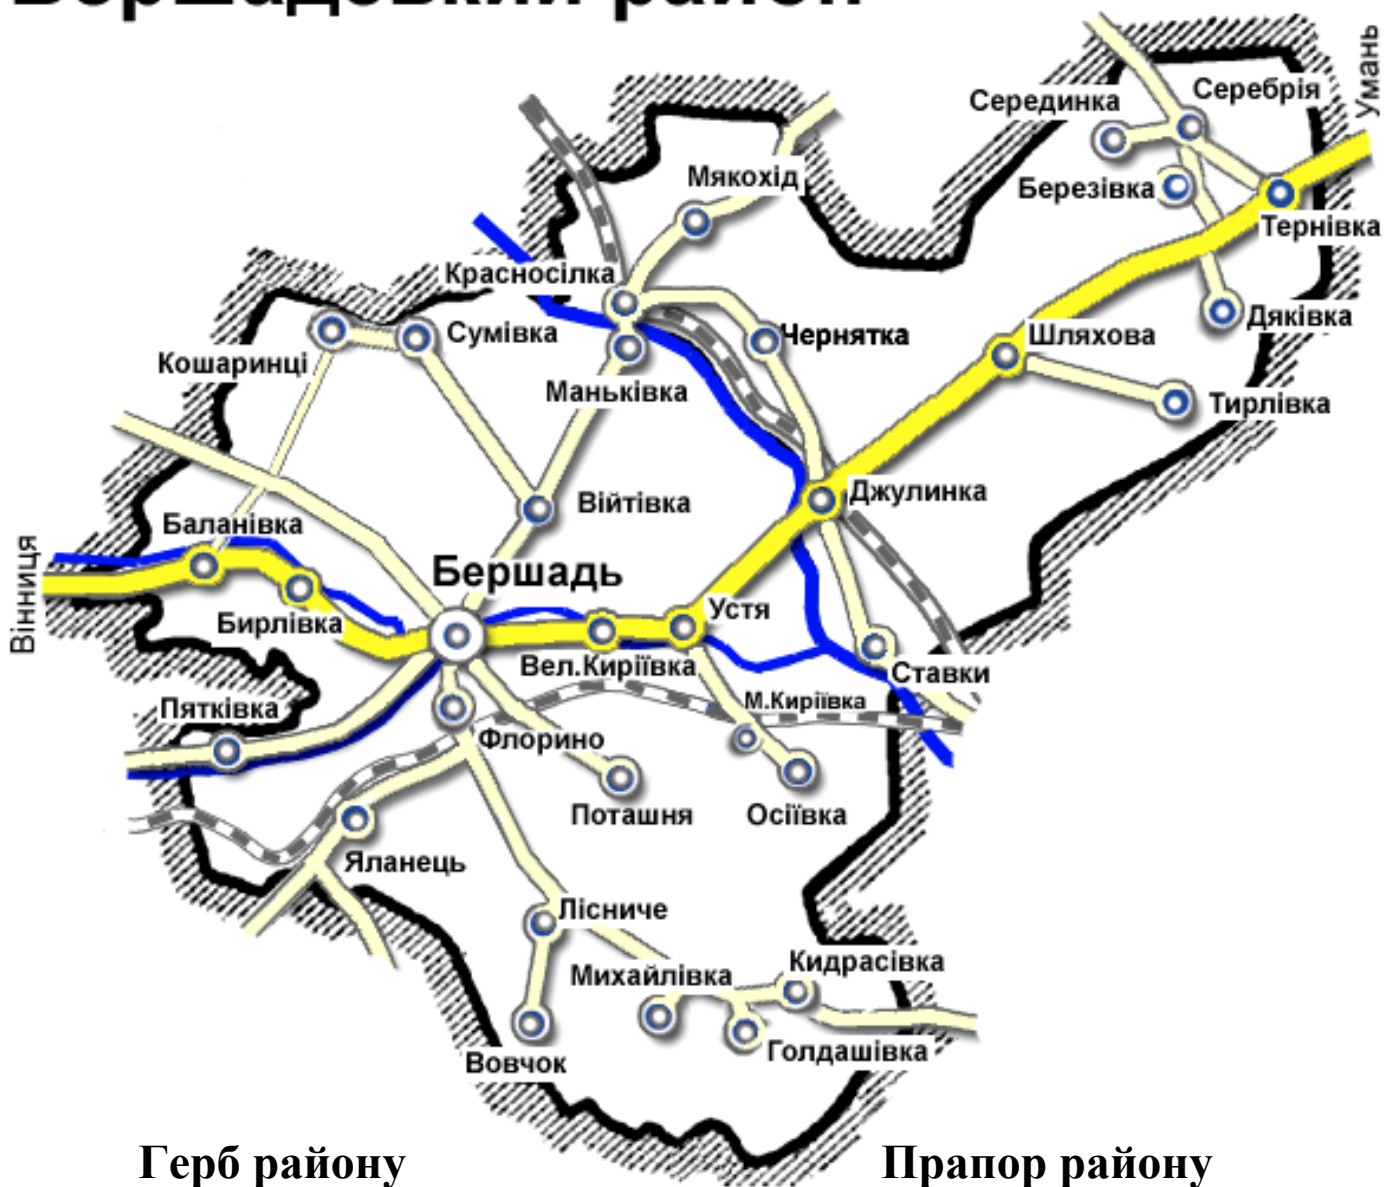 Бершадський район
Умань
Серебрія
Серединка
Мякохід
Березівка
Тернівка
Красносілка
Дяківка
Сумівка
Чернятка
Шляхова
Кошаринці
Маньківка
Тирлівка
Джулинка
Війтівка
Баланівка
Вінниця
Бершадь
Устя
Бирлівка
Вел.Киріївка
Ставки
Пятківка
М.Киріївка
Флорино
Поташня
Осіївка
Яланець
Лісниче
Михайлівка
Кидрасівка
Голдашівка
Вовчок
Герб району
Прапор району